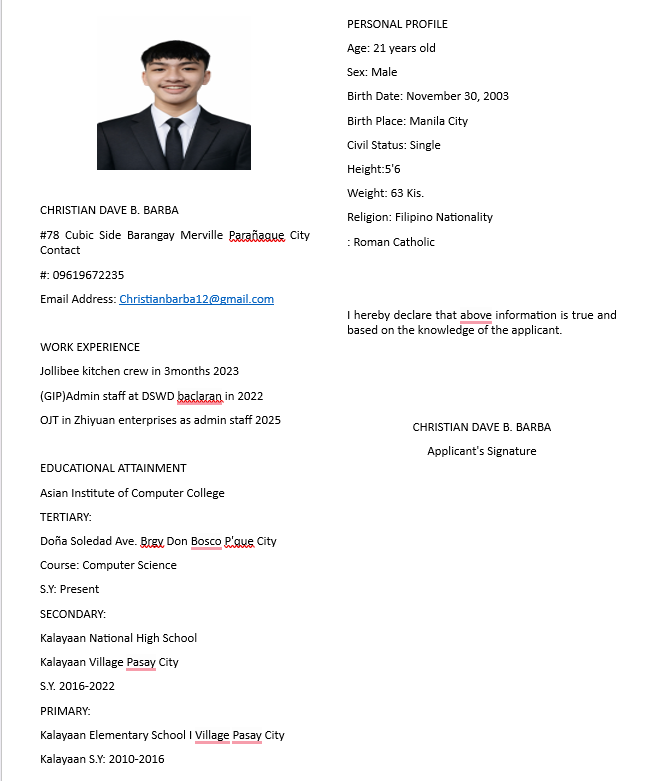 CHRISTIAN DAVE B. BARBA
#78 Cubic Side Barangay Merville Parañaque City
Contact
#: 09619672235
Email Address: Christianbarba12@gmail.com
WORK EXPERIENCE
Jollibee kitchen crew in 3months 2023
(GIP)Admin staff at DSWD baclaran in 2022
OJT in Zhiyuan enterprises as admin staff 2025
EDUCATIONAL ATTAINMENT
Asian Institute of Computer College
TERTIARY:
Doña Soledad Ave. Brgy Don Bosco P'que City
Course: Computer Science
S.Y: Present
SECONDARY:
Kalayaan National High School
Kalayaan Village Pasay City
S.Y. 2016-2022
PRIMARY:
Kalayaan Elementary School I Village Pasay City
Kalayaan S.Y: 2010-2016
PERSONAL PROFILE
Age: 21 years old
Sex: Male
Birth Date: November 30, 2003
Birth Place: Manila City
Civil Status: Single
Height:5'6
Weight: 63 Kis.
Religion: Filipino Nationality
: Roman Catholic
I hereby declare that above information is true and
based on the knowledge of the applicant.
CHRISTIAN DAVE B. BARBA
Applicant's Signature